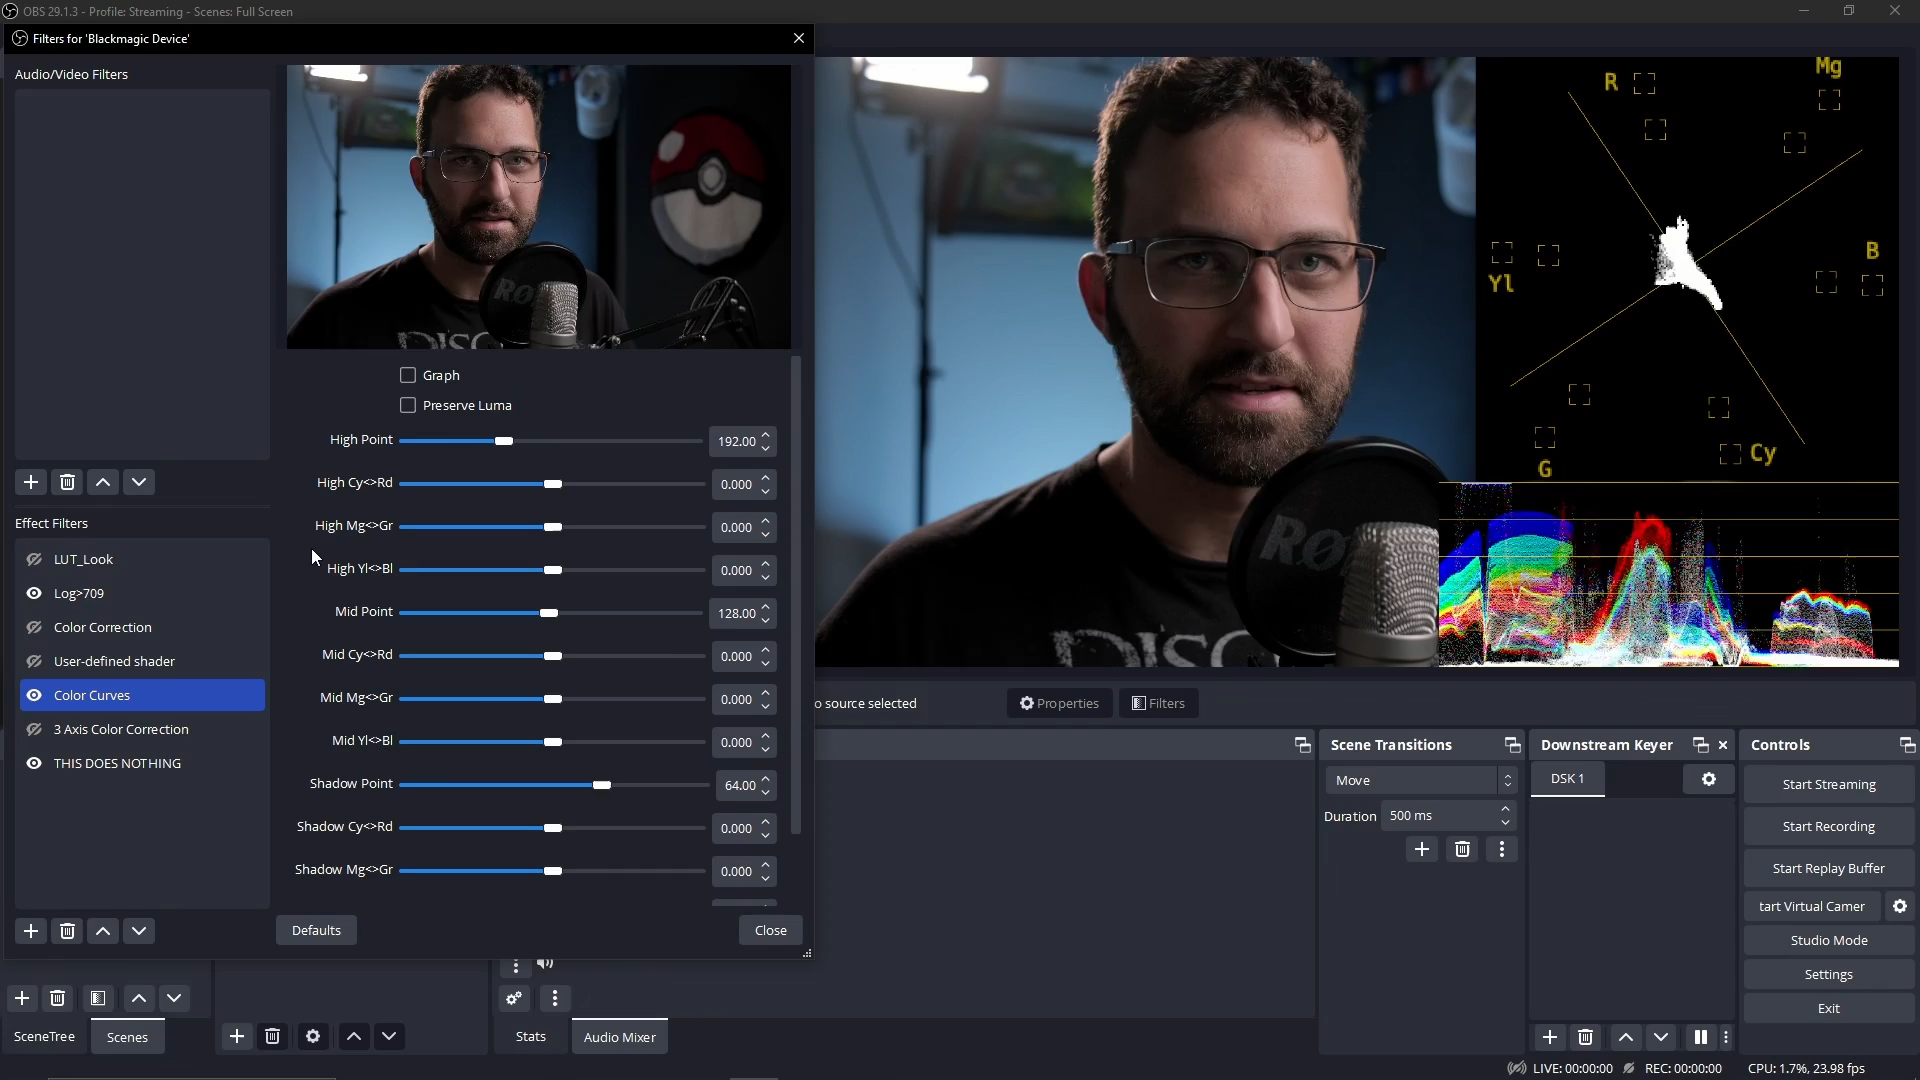 OBS 29.1.3 - Profile: Streaming - Scenes: Full Screen
Filters for 'Blackmagic Device'
Audio/Video Filters
Effect Filters
LUT_Look
Log>709
Color Correction
User-defined shader
Color Curves
3 Axis Color Correction
THIS DOES NOTHING
DISC
Graph
Preserve Luma
High Point 192.00
High Cy<>Rd 0.000
High Mg<>Gr 0.000
High Yl<>Bl 0.000
Mid Point 128.00
Mid Cy<>Rd 0.000
Mid Mg<>Gr 0.000
Mid Yl<>Bl 0.000
Shadow Point 64.00
Shadow Cy<>Rd 0.000
Shadow Mg<>Gr 0.000
Defaults
Close
DISC
R
Mg
Yl
B
G
Cy
o source selected
Properties
Filters
Scene Transitions
Move
Duration 500 ms
Downstream Keyer
DSK 1
Controls
Start Streaming
Start Recording
Start Replay Buffer
tart Virtual Camer
Studio Mode
Settings
Exit
SceneTree
Scenes
Stats
Audio Mixer
LIVE: 00:00:00
REC: 00:00:00
CPU: 1.7%, 23.98 fps